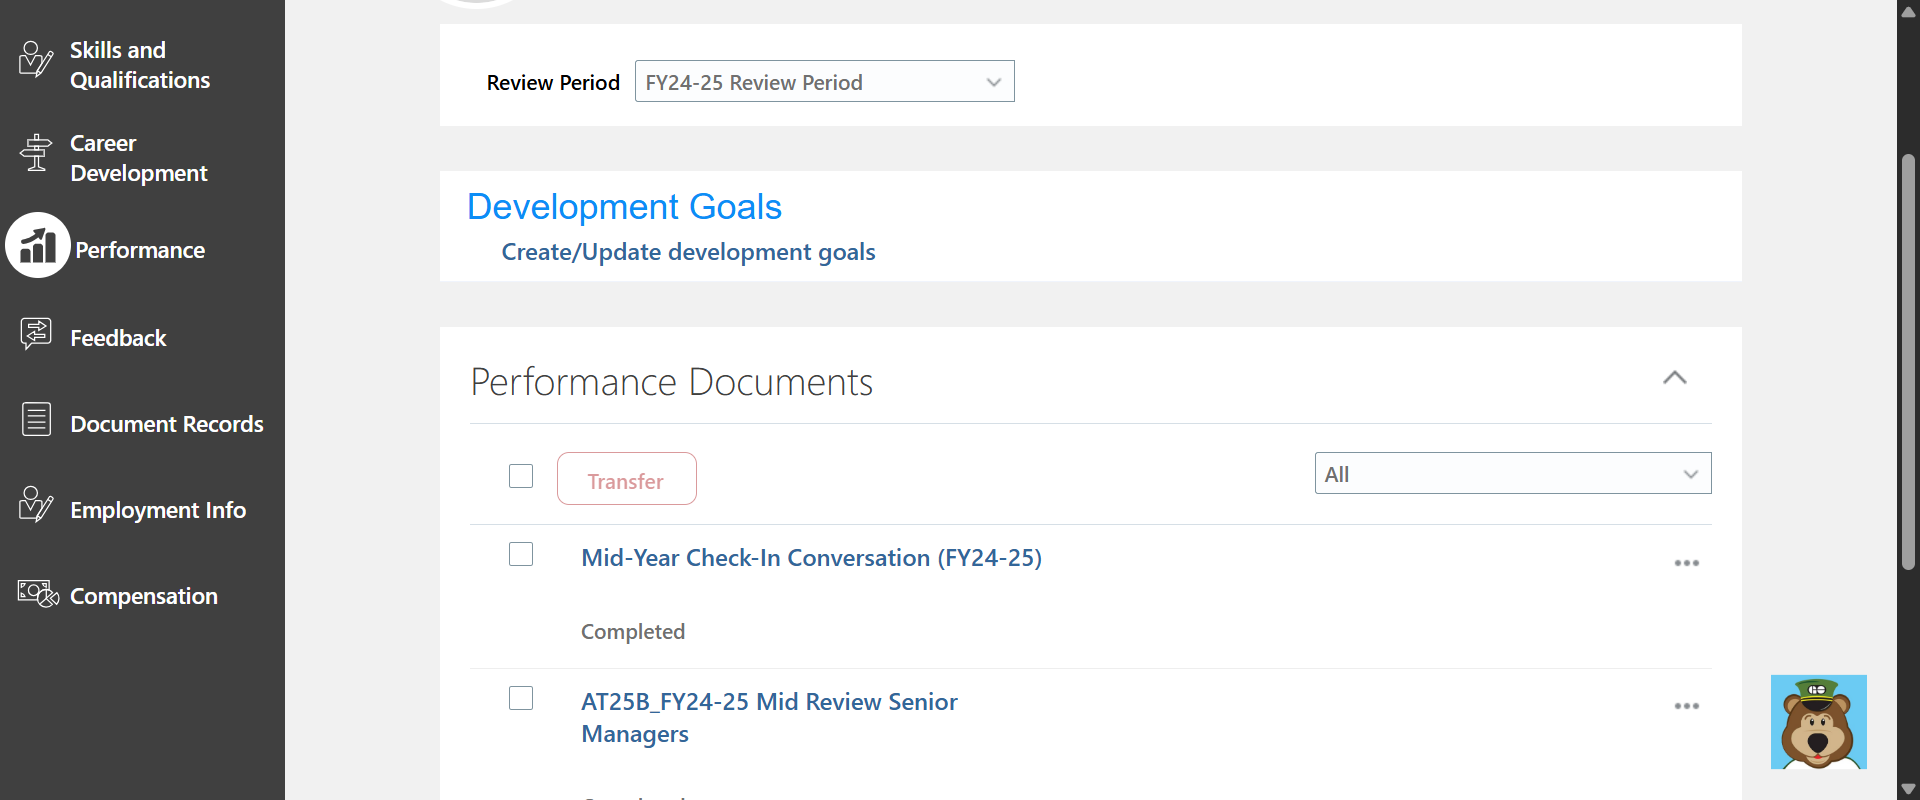 Skills and
Qualifications
Career
Development
Performance
Feedback
Document Records
Employment Info
Compensation
Review Period FY24-25 Review Period
Development Goals
Create/Update development goals
Performance Documents
Transfer All
Mid-Year Check-In Conversation (FY24-25)
Completed
AT25B_FY24-25 Mid Review Senior
Managers
GO